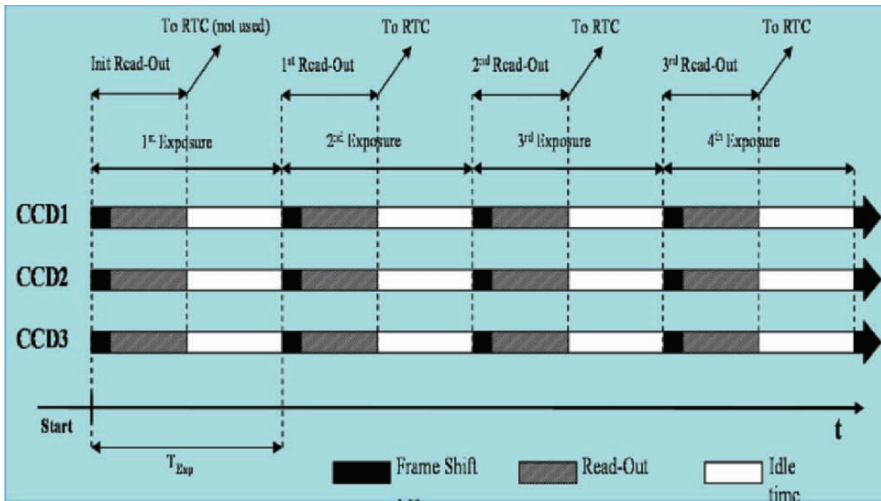 To RTC (not used)
To RTC
To RTC
To RTC
Init Read-Out
1st Read-Out
2nd Read-Out
3rd Read-Out
1st Exposure
2nd Exposure
3rd Exposure
4th Exposure
CCD1
CCD2
CCD3
Start
t
TExp
Frame Shift
Read-Out
Idle
time